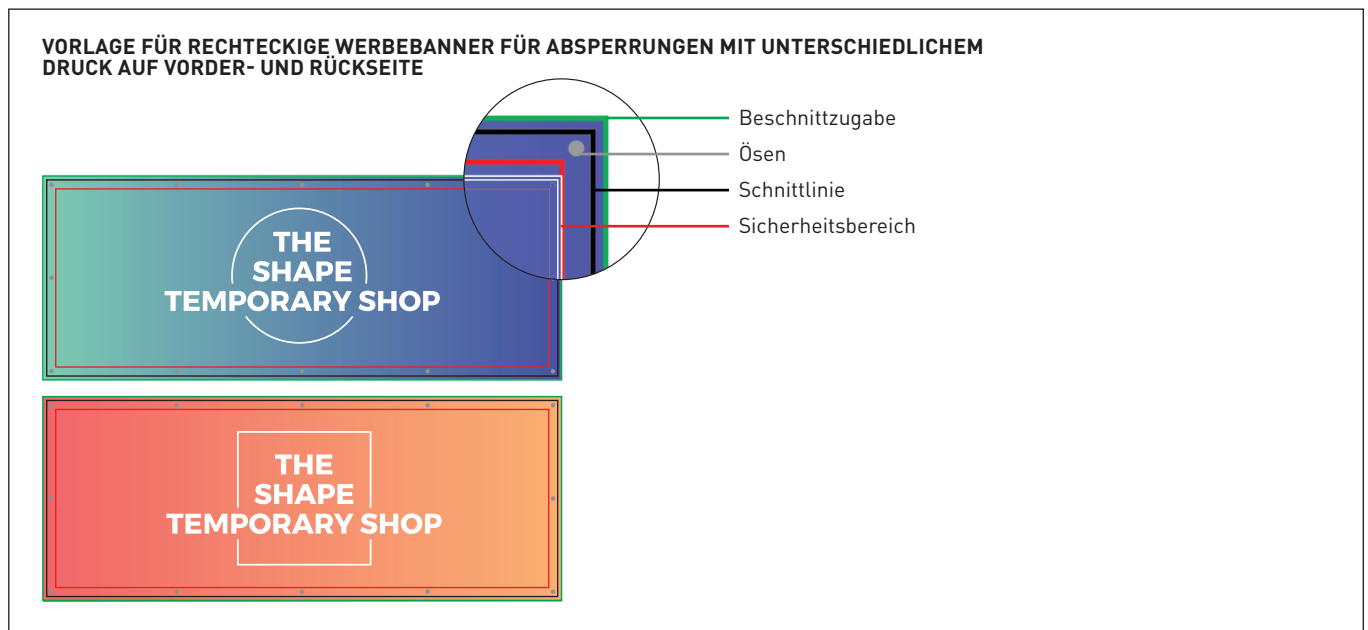 VORLAGE FÜR RECHTECKIGE WERBEBANNER FÜR ABSPERRUNGEN MIT UNTERSCHIEDLICHEM
DRUCK AUF VORDER- UND RÜCKSEITE
Beschnittzugabe
Ösen
Schnittlinie
Sicherheitsbereich
THE
SHAPE
TEMPORARY SHOP
THE
SHAPE
TEMPORARY SHOP